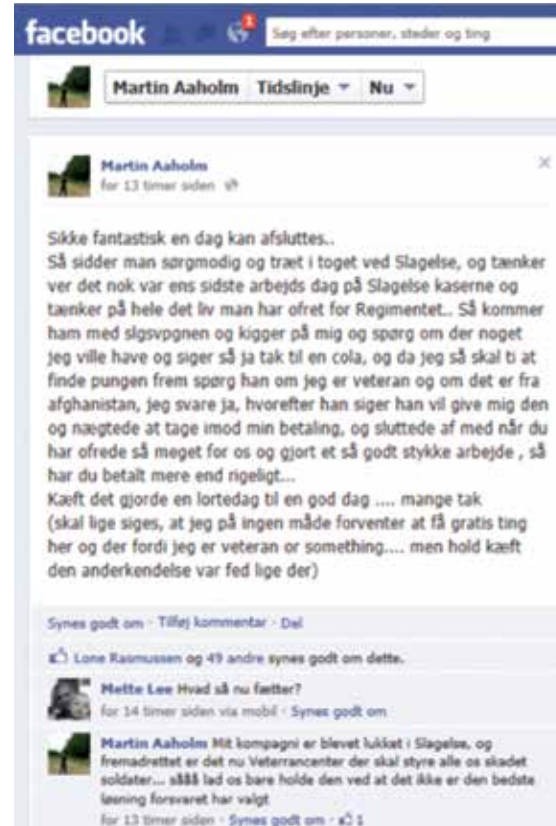 facebook
1
Søg efter personer, steder og ting
Martin Aaholm Tidslinje Nu
Martin Aaholm
for 13 timer siden
Sikke fantastisk en dag kan afsluttes..
Så sidder man sørgmodig og træt i toget ved Slagelse, og tænker
ver det nok var ens sidste arbejds dag på Slagelse kaserne og
tænker på hele det liv man har ofret for Regimentet.. Så kommer
ham med slgsvpgnen og kigger på mig og spørg om der noget
jeg ville have og siger så ja tak til en cola, og da jeg så skal ti at
finde pungen frem spørg han om jeg er veteran og om det er fra
afghanistan, jeg svare ja, hvorefter han siger han vil give mig den
og nægtede at tage imod min betaling, og sluttede af med når du
har ofrede så meget for os og gjort et så godt stykke arbejde , så
har du betalt mere end rigeligt...
Kæft det gjorde en lortedag til en god dag .... mange tak
(skal lige siges, at jeg på ingen måde forventer at få gratis ting
her og der fordi jeg er veteran or something.... men hold kæft
den anderkendelse var fed lige der)
Synes godt om · Tilføj kommentar · Del
Lone Rasmussen og 49 andre synes godt om dette.
Mette Lee Hvad så nu fætter?
for 14 timer siden via mobil · Synes godt om
Martin Aaholm Mit kompagni er blevet lukket i Slagelse, og
fremadrettet er det nu Veterrancenter der skal styre alle os skadet
soldater... sååå lad os bare holde den ved at det ikke er den bedste
løsning forsvaret har valgt
for 13 timer siden · Synes godt om · 1